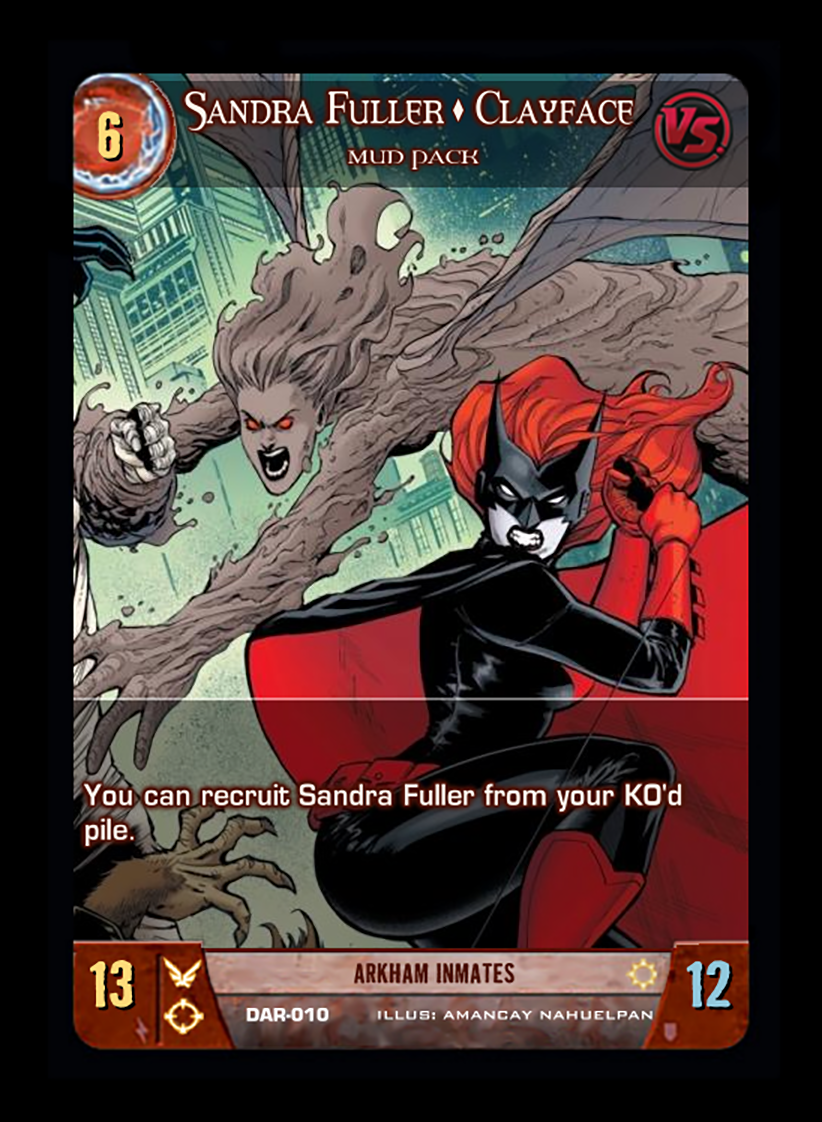 6
Sandra Fuller ♦ Clayface
VS.
mud pack
You can recruit Sandra Fuller from your KO'd
pile.
13
ARKHAM INMATES
12
DAR-010 ILLUS: AMANCAY NAHUELPAN